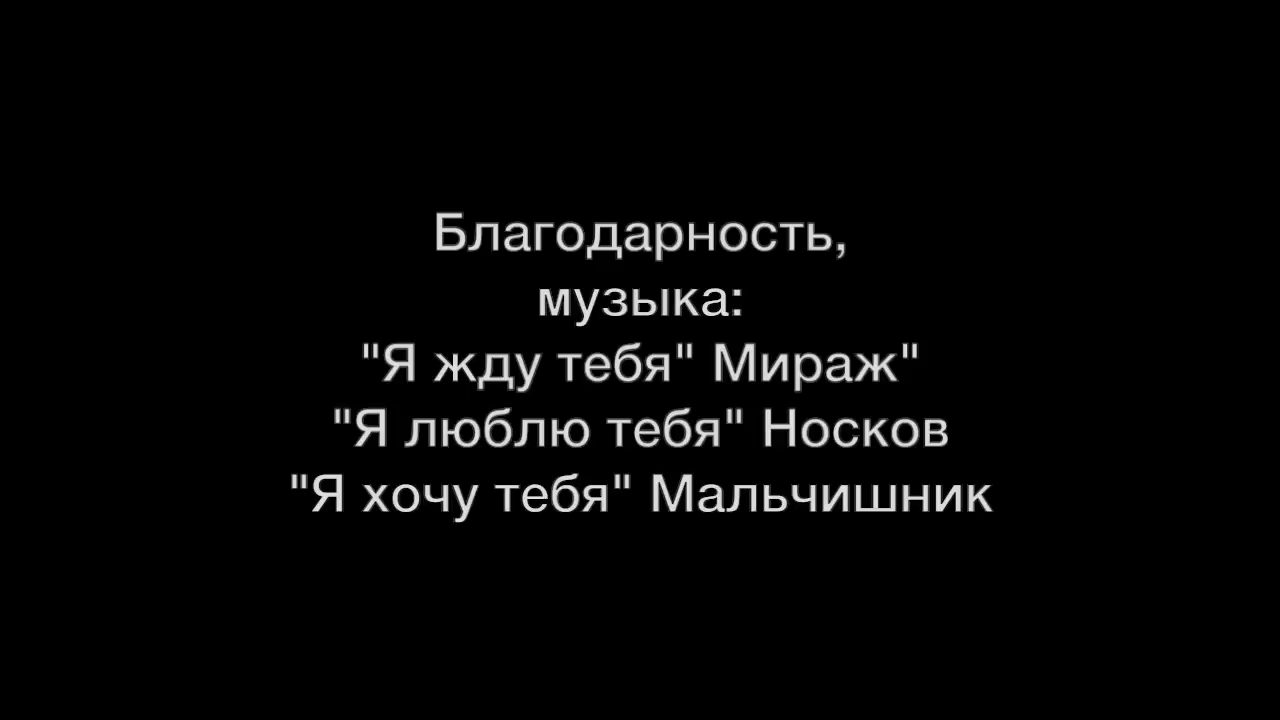 Благодарность,
музыка:
"Я жду тебя" Мираж"
"Я люблю тебя" Носков
"Я хочу тебя" Мальчишник